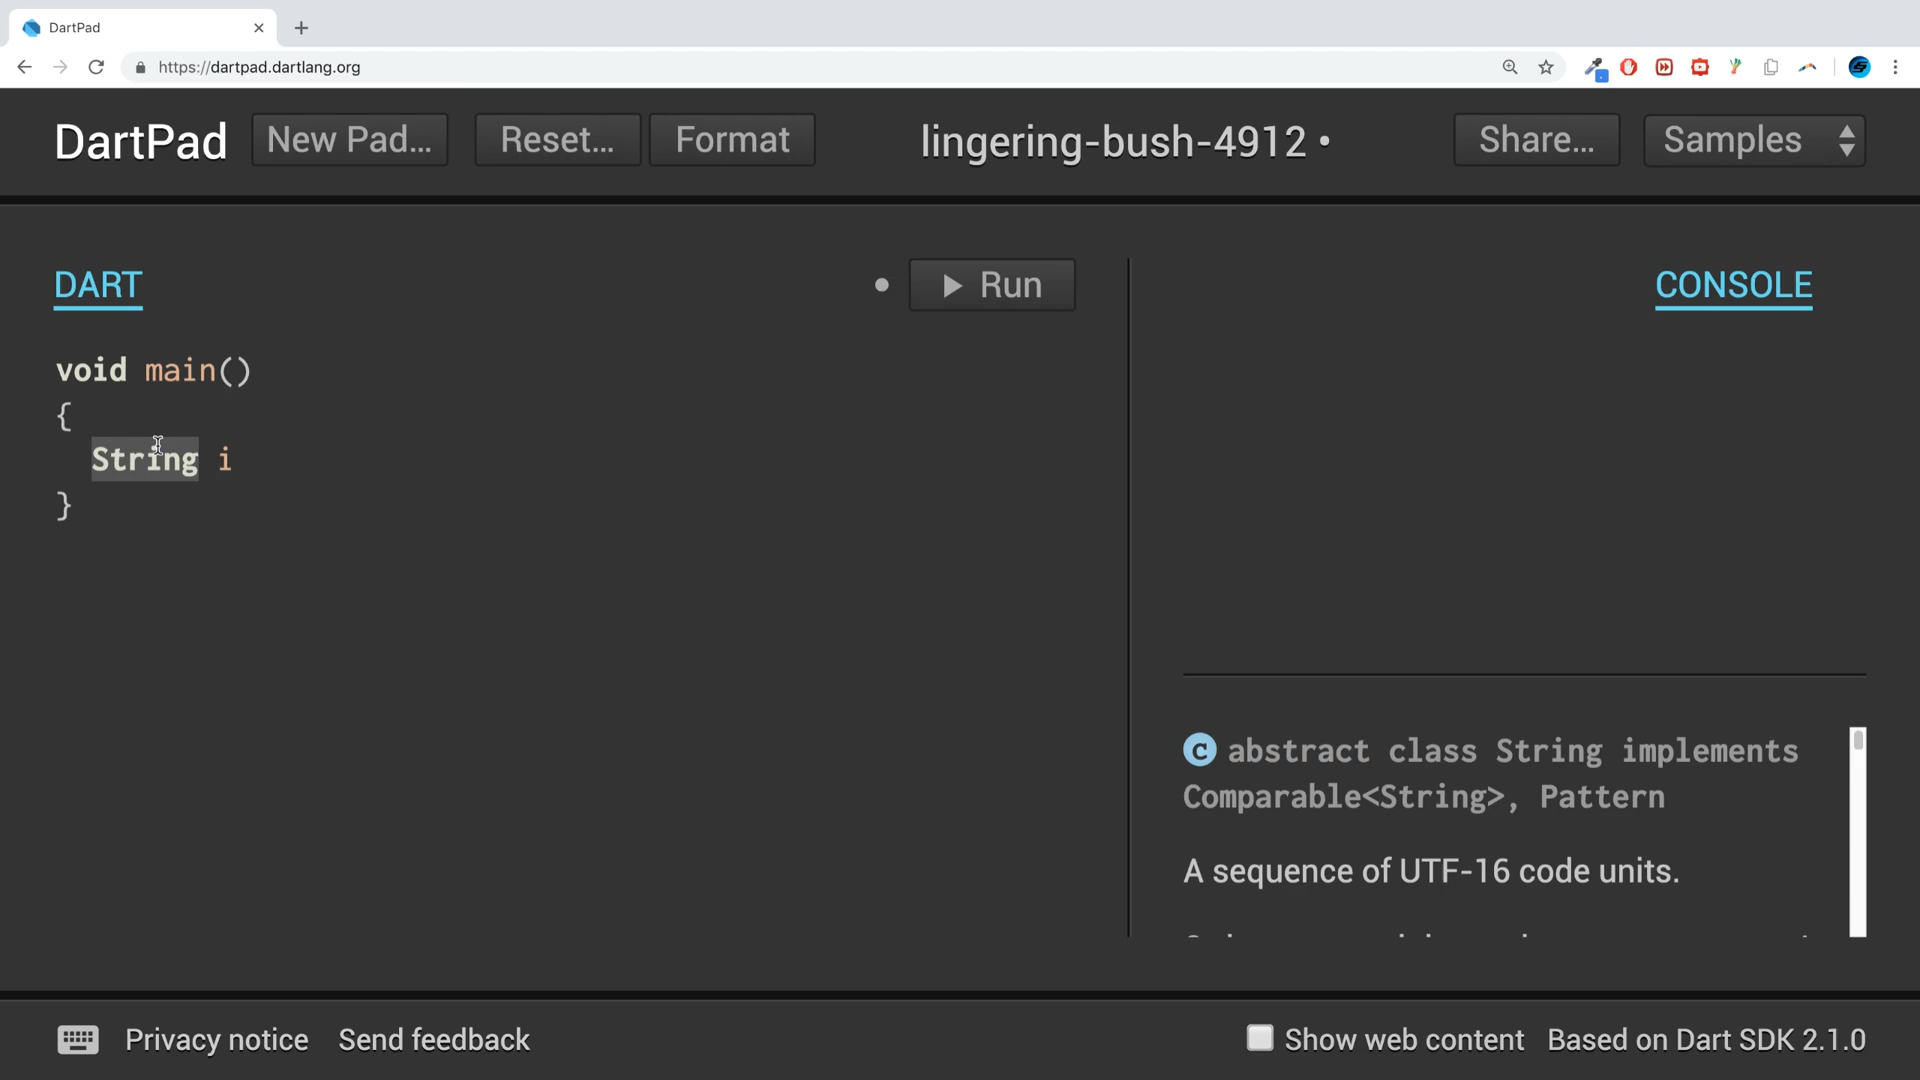 DartPad
https://dartpad.dartlang.org
DartPad
New Pad...
Reset...
Format
lingering-bush-4912 •
Share...
Samples
DART
Run
CONSOLE
void main()
{
String i
}
C abstract class String implements
Comparable<String>, Pattern
A sequence of UTF-16 code units.
Privacy notice
Send feedback
Show web content
Based on Dart SDK 2.1.0